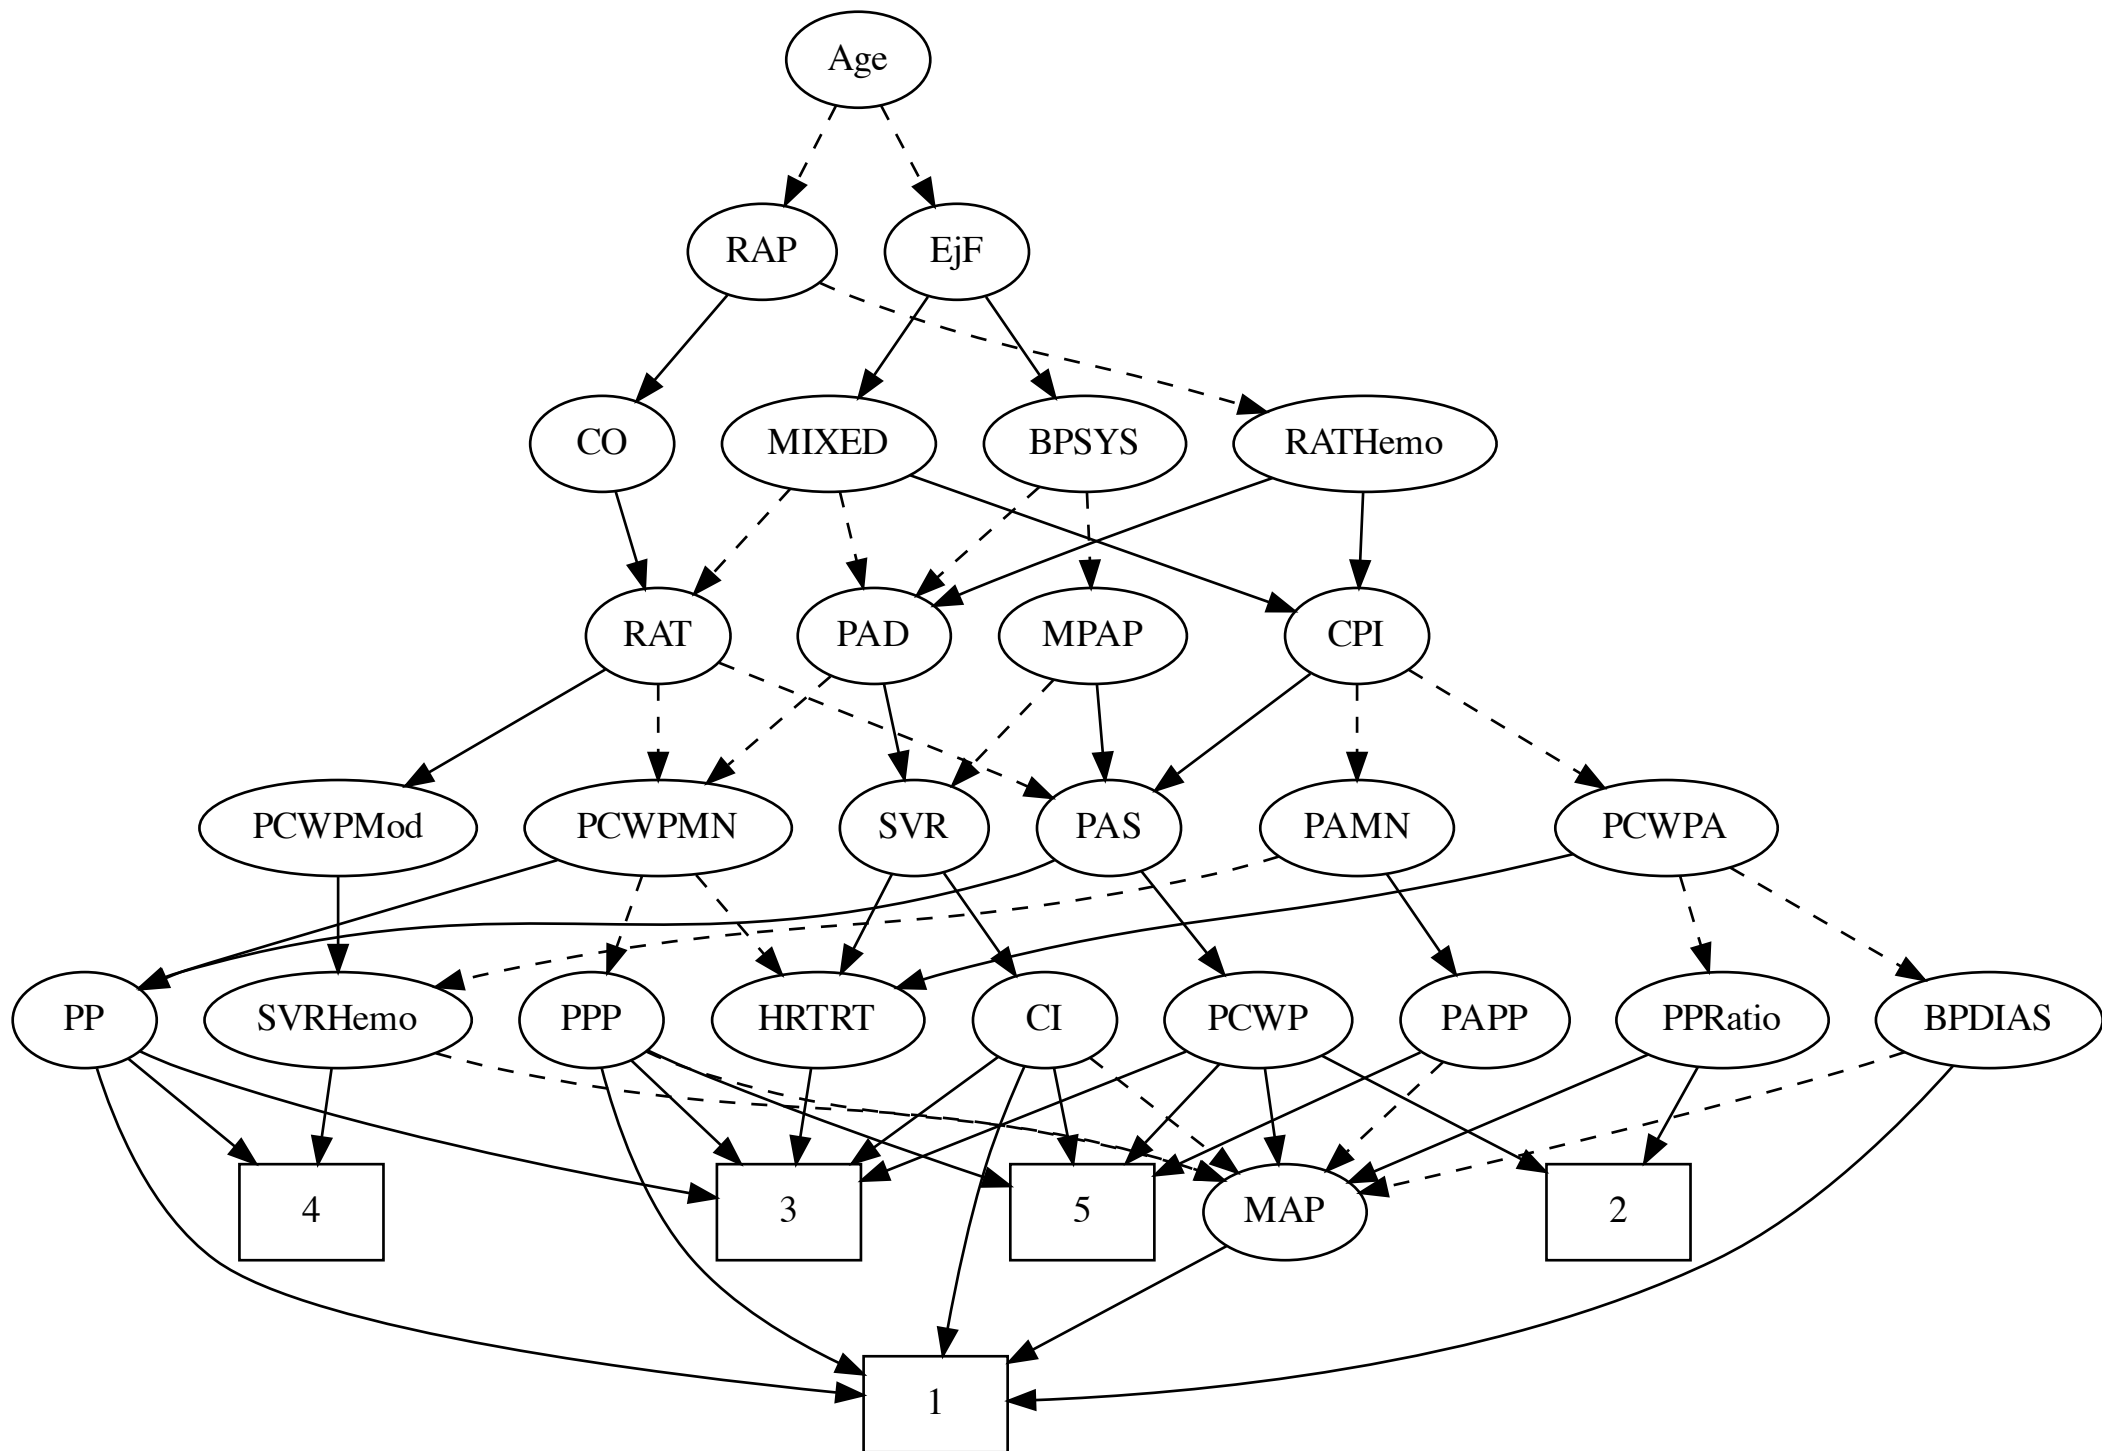 Age
RAP EjF
CO MIXED BPSYS RATHemo
RAT PAD MPAP CPI
PCWPMod PCWPMN SVR PAS PAMN PCWPA
PP SVRHemo PPP HRTRT CI PCWP PAPP PPRatio BPDIAS
4 3 5 MAP 2
1